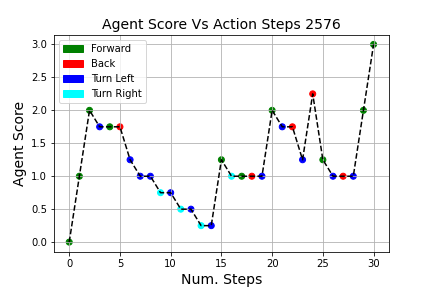 Agent Score Vs Action Steps 2576
3.0
2.5
2.0
1.5
1.0
0.5
0.0
Agent Score
Forward
Back
Turn Left
Turn Right
0 5 10 15 20 25 30
Num. Steps